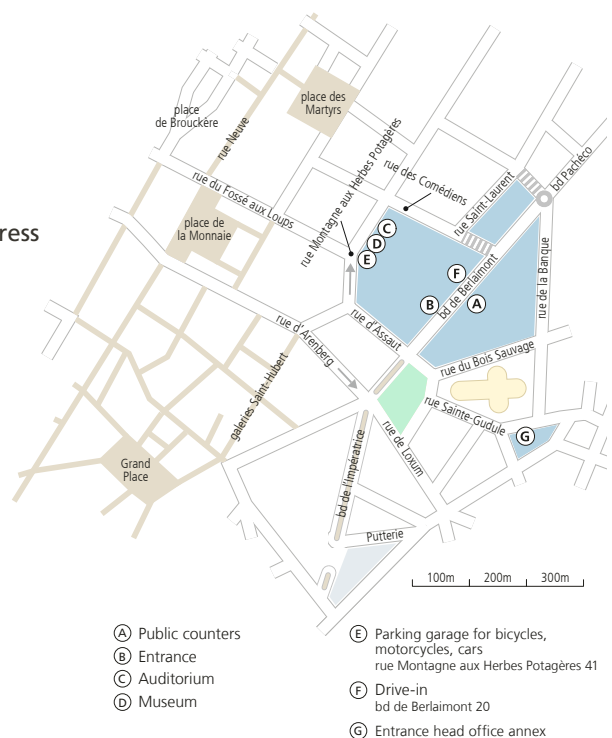 place des
Martyrs
place
de Brouckère
rue Neuve
rue Montagne aux Herbes Potagères
rue des Comédiens
bd Pachéco
rue Saint-Laurent
rue du Fossé aux Loups
ress
place de
la Monnaie
C
D
E
F
B
A
bd de Berlaimont
rue de la Banque
rue d'Assaut
rue d'Arenberg
rue du Bois Sauvage
galeries Saint-Hubert
rue Sainte-Gudule
rue de Loxum
G
Grand
Place
bd de l'Impératrice
Putterie
100m 200m 300m
A Public counters
B Entrance
C Auditorium
D Museum
E Parking garage for bicycles,
motorcycles, cars
rue Montagne aux Herbes Potagères 41
F Drive-in
bd de Berlaimont 20
G Entrance head office annex